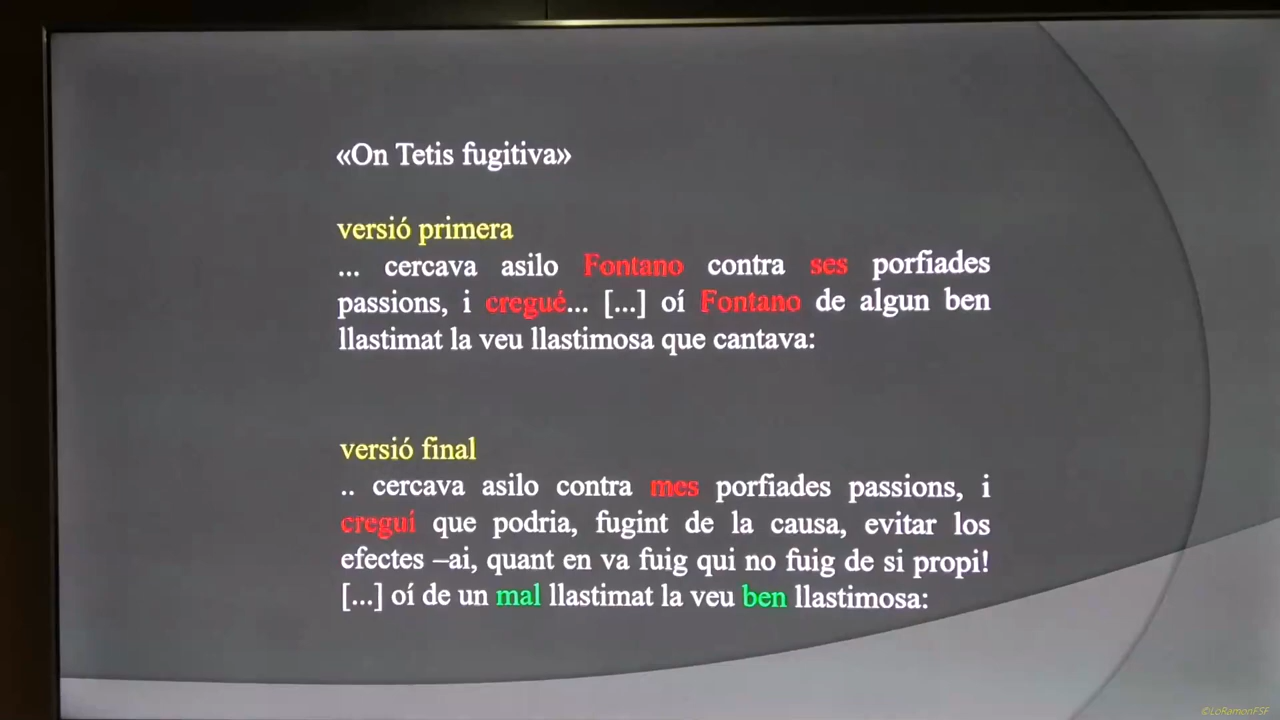 «On Tetis fugitiva»
versió primera
... cercava asilo Fontano contra ses porfiades
passions, i cregué... [...] oí Fontano de algun ben
llastimat la veu llastimosa que cantava:
versió final
.. cercava asilo contra mes porfiades passions, i
creguí que podria, fugint de la causa, evitar los
efectes –ai, quant en va fuig qui no fuig de si propi!
[...] oí de un mal llastimat la veu ben llastimosa:
©LoRamonFSF